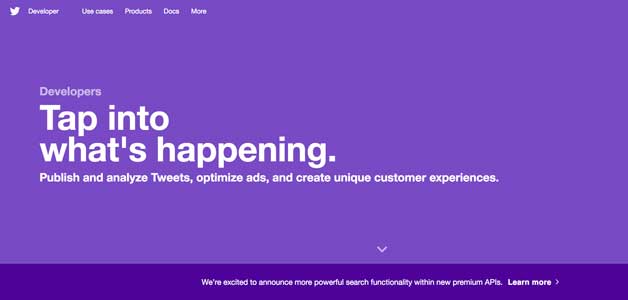 Developer Use cases Products Docs More
Developers
Tap into
what's happening.
Publish and analyze Tweets, optimize ads, and create unique customer experiences.
We're excited to announce more powerful search functionality within new premium APIs. Learn more